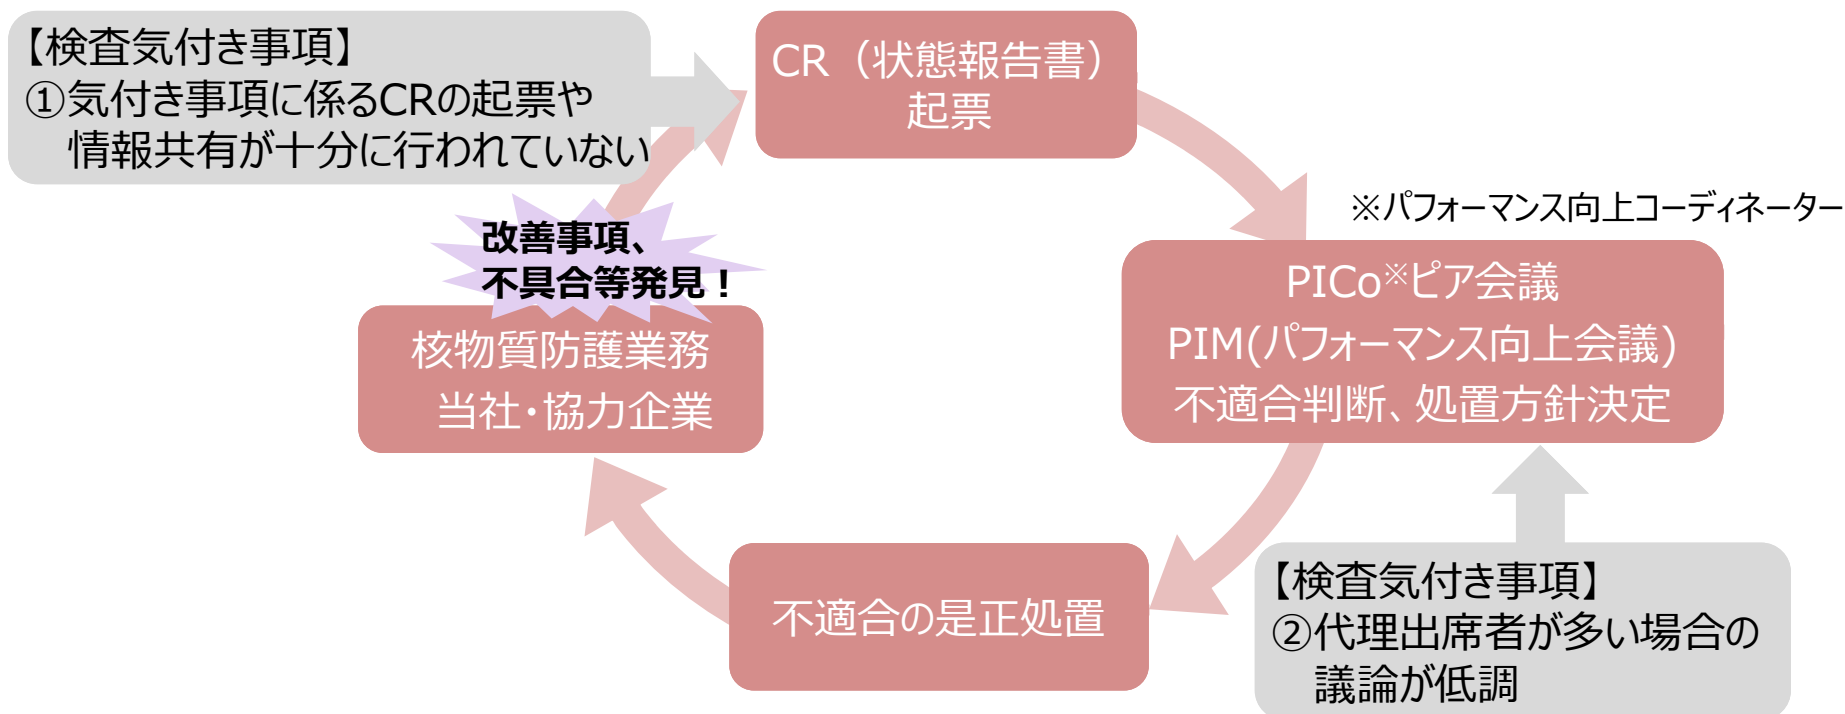 【検査気付き事項】
①気付き事項に係るCRの起票や
情報共有が十分に行われていない
CR（状態報告書）
起票
※パフォーマンス向上コーディネーター
改善事項、
不具合等発見！
PICo※ピア会議
PIM(パフォーマンス向上会議)
不適合判断、処置方針決定
核物質防護業務
当社・協力企業
不適合の是正処置
【検査気付き事項】
②代理出席者が多い場合の
議論が低調